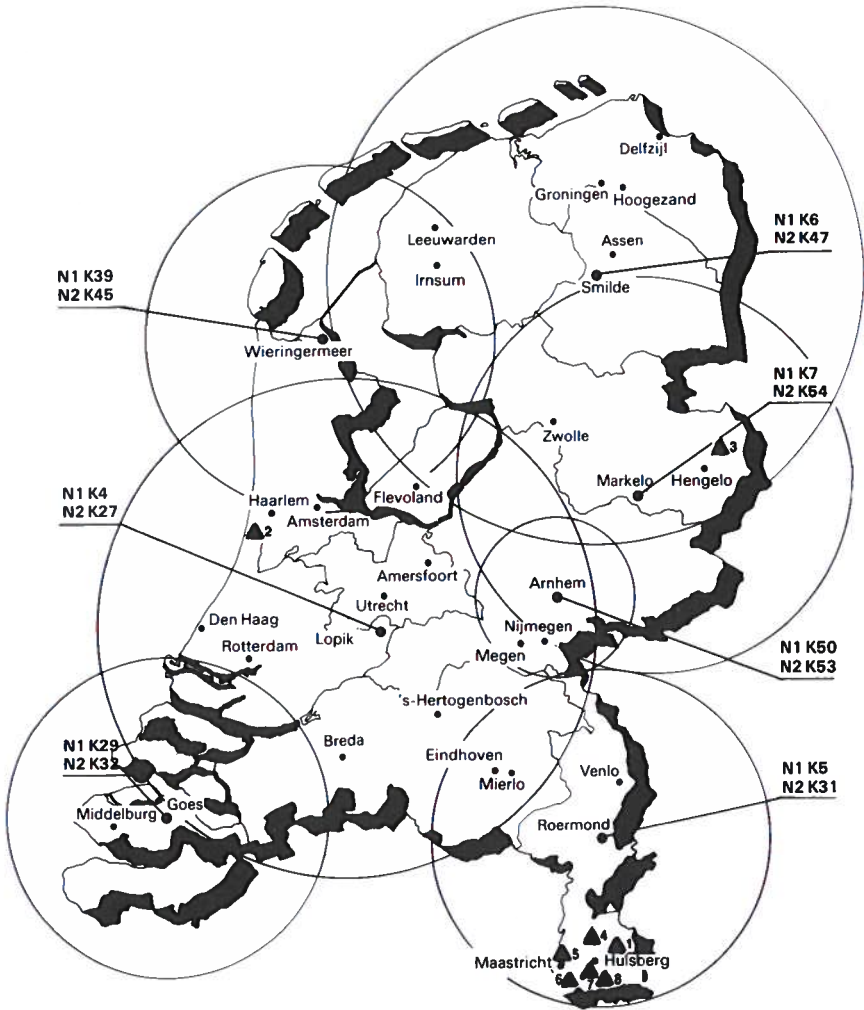 Delfzijl
Groningen
Hoogezand
N1 K6
N2 K47
Leeuwarden
Assen
Irnsum
Smilde
N1 K39
N2 K45
Wieringermeer
N1 K7
N2 K54
Zwolle
3
Markelo
Hengelo
N1 K4
N2 K27
Haarlem
Flevoland
Amsterdam
2
Amersfoort
Arnhem
Utrecht
Den Haag
Nijmegen
Lopik
Rotterdam
Megen
N1 K50
N2 K53
's-Hertogenbosch
Breda
N1 K29
N2 K32
Eindhoven
Mierlo
Venlo
N1 K5
N2 K31
Goes
Middelburg
Roermond
4
1
5
Maastricht
Hulsberg
6
7
8